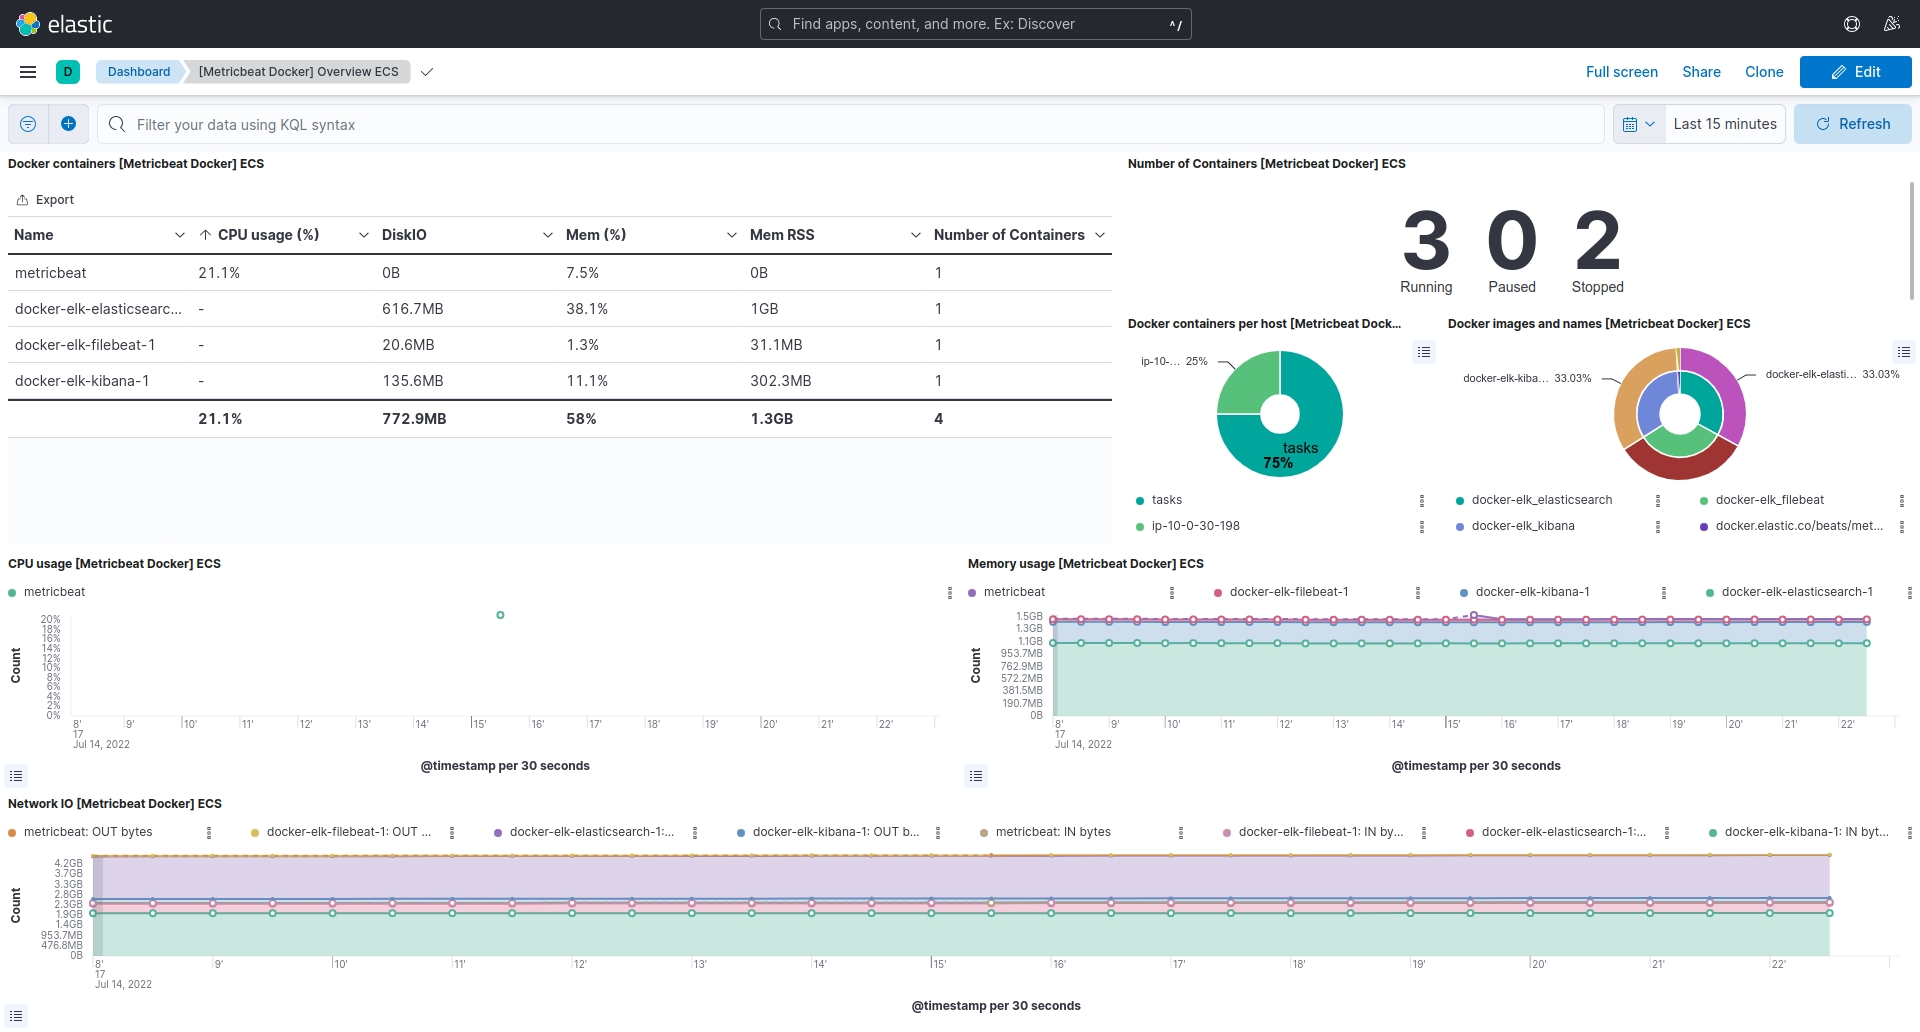 elastic
Find apps, content, and more. Ex: Discover ^/
D Dashboard [Metricbeat Docker] Overview ECS Full screen Share Clone Edit
Filter your data using KQL syntax Last 15 minutes Refresh
Docker containers [Metricbeat Docker] ECS
Export
Name CPU usage (%) DiskIO Mem (%) Mem RSS Number of Containers
metricbeat 21.1% 0B 7.5% 0B 1
docker-elk-elasticsearc... - 616.7MB 38.1% 1GB 1
docker-elk-filebeat-1 - 20.6MB 1.3% 31.1MB 1
docker-elk-kibana-1 - 135.6MB 11.1% 302.3MB 1
21.1% 772.9MB 58% 1.3GB 4
Number of Containers [Metricbeat Docker] ECS
3 0 2
Running Paused Stopped
Docker containers per host [Metricbeat Dock...
ip-10-... 25%
tasks
75%
tasks
ip-10-0-30-198
Docker images and names [Metricbeat Docker] ECS
docker-elk-kiba... 33.03%
docker-elk-elasti... 33.03%
docker-elk_elasticsearch docker-elk_filebeat
docker-elk_kibana docker.elastic.co/beats/met...
CPU usage [Metricbeat Docker] ECS
metricbeat
Count
20%
18%
16%
14%
12%
10%
8%
6%
4%
2%
0%
8' 9' 10' 11' 12' 13' 14' 15' 16' 17' 18' 19' 20' 21' 22'
17
Jul 14, 2022
@timestamp per 30 seconds
Memory usage [Metricbeat Docker] ECS
metricbeat docker-elk-filebeat-1 docker-elk-kibana-1 docker-elk-elasticsearch-1
Count
1.5GB
1.3GB
1.1GB
953.7MB
762.9MB
572.2MB
381.5MB
190.7MB
0B
8' 9' 10' 11' 12' 13' 14' 15' 16' 17' 18' 19' 20' 21' 22'
17
Jul 14, 2022
@timestamp per 30 seconds
Network IO [Metricbeat Docker] ECS
metricbeat: OUT bytes docker-elk-filebeat-1: OUT ... docker-elk-elasticsearch-1:... docker-elk-kibana-1: OUT b... metricbeat: IN bytes docker-elk-filebeat-1: IN by... docker-elk-elasticsearch-1:... docker-elk-kibana-1: IN byt...
Count
4.2GB
3.7GB
3.3GB
2.8GB
2.3GB
1.9GB
1.4GB
953.7MB
476.8MB
0B
8' 9' 10' 11' 12' 13' 14' 15' 16' 17' 18' 19' 20' 21' 22'
17
Jul 14, 2022
@timestamp per 30 seconds